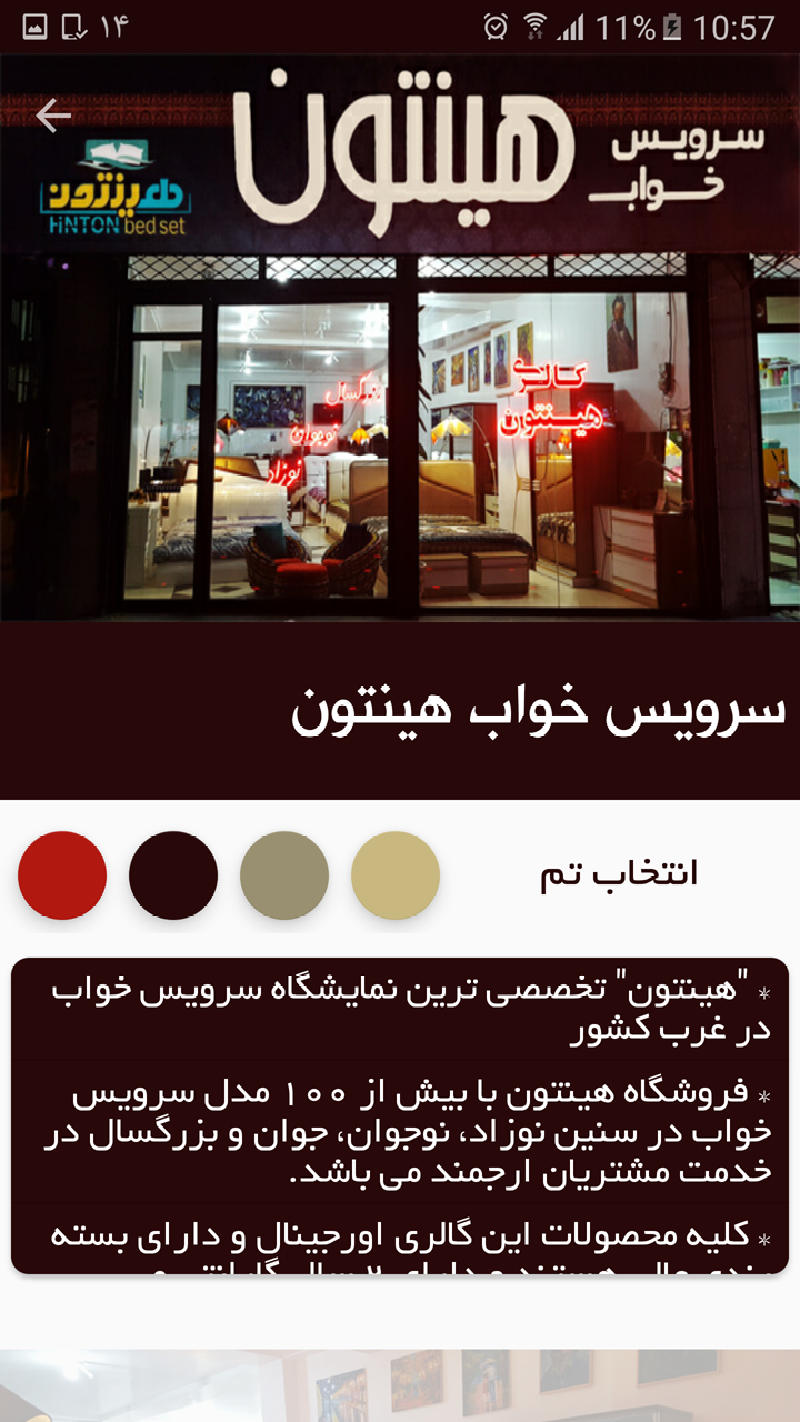 ۱۴ 11% 10:57
سرویس خواب هینتون
هینتون
HiNTON bed set
گالری هینتون
بزرگسال
نوجوان
نوزاد
سرویس خواب هینتون
انتخاب تم
* "هینتون" تخصصی ترین نمایشگاه سرویس خواب
در غرب کشور
* فروشگاه هینتون با بیش از ۱۰۰ مدل سرویس
خواب در سنین نوزاد، نوجوان، جوان و بزرگسال در
خدمت مشتریان ارجمند می باشد.
* کلیه محصولات این گالری اورجینال و دارای بسته